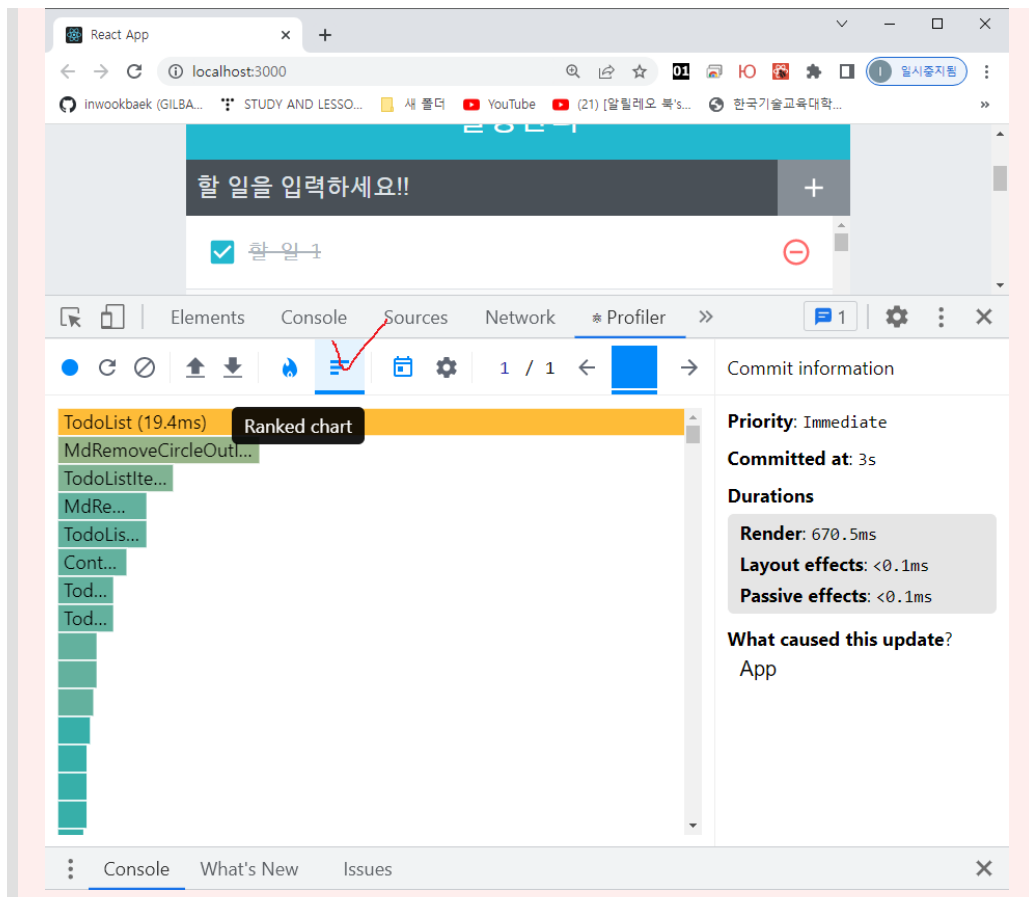 React App
localhost:3000
01
Ю
I 일시중지됨
inwookbaek (GILBA...
STUDY AND LESSO...
새 폴더
YouTube
(21) [알릴레오 북's...
한국기술교육대학...
할 일을 입력하세요!!
할 일 1
Elements Console Sources Network Profiler
1
1 / 1
Commit information
TodoList (19.4ms)
Ranked chart
MdRemoveCircleOutl...
TodoListIte...
MdRe...
TodoLis...
Cont...
Tod...
Tod...
Priority: Immediate
Committed at: 3s
Durations
Render: 670.5ms
Layout effects: <0.1ms
Passive effects: <0.1ms
What caused this update?
App
Console What's New Issues